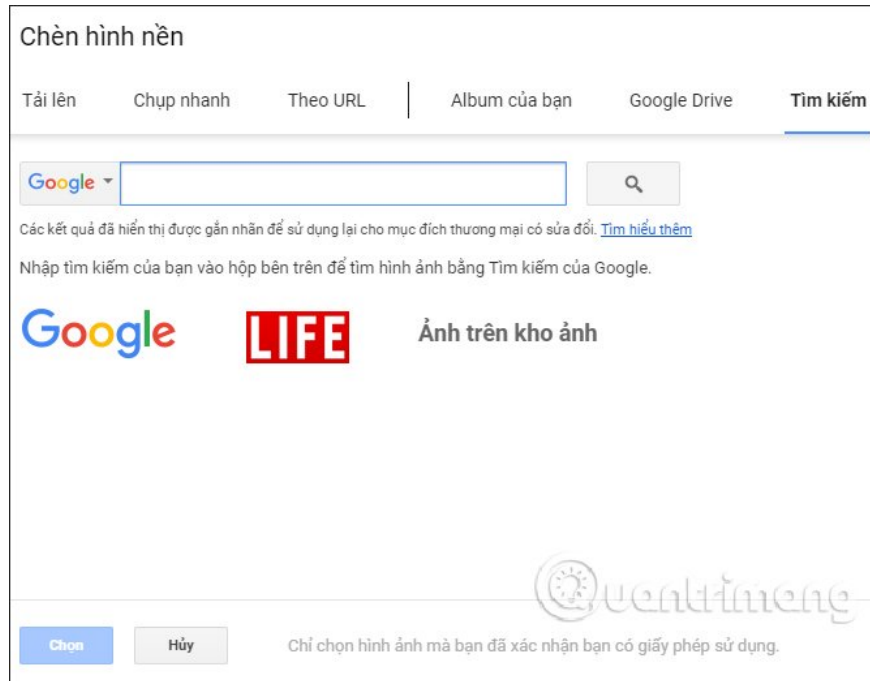 Chèn hình nền
Tải lên Chụp nhanh Theo URL Album của bạn Google Drive Tìm kiếm
Google
Các kết quả đã hiển thị được gắn nhãn để sử dụng lại cho mục đích thương mại có sửa đổi. Tìm hiểu thêm
Nhập tìm kiếm của bạn vào hộp bên trên để tìm hình ảnh bằng Tìm kiếm của Google.
Google LIFE Ảnh trên kho ảnh
Quantrimang
Chọn Hủy Chỉ chọn hình ảnh mà bạn đã xác nhận bạn có giấy phép sử dụng.